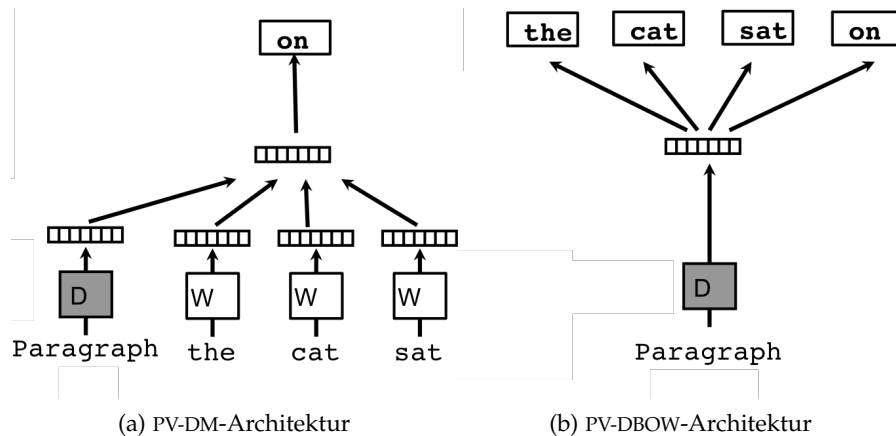 on
D W W W
Paragraph the cat sat
(a) PV-DM-Architektur
the cat sat on
D
Paragraph
(b) PV-DBOW-Architektur